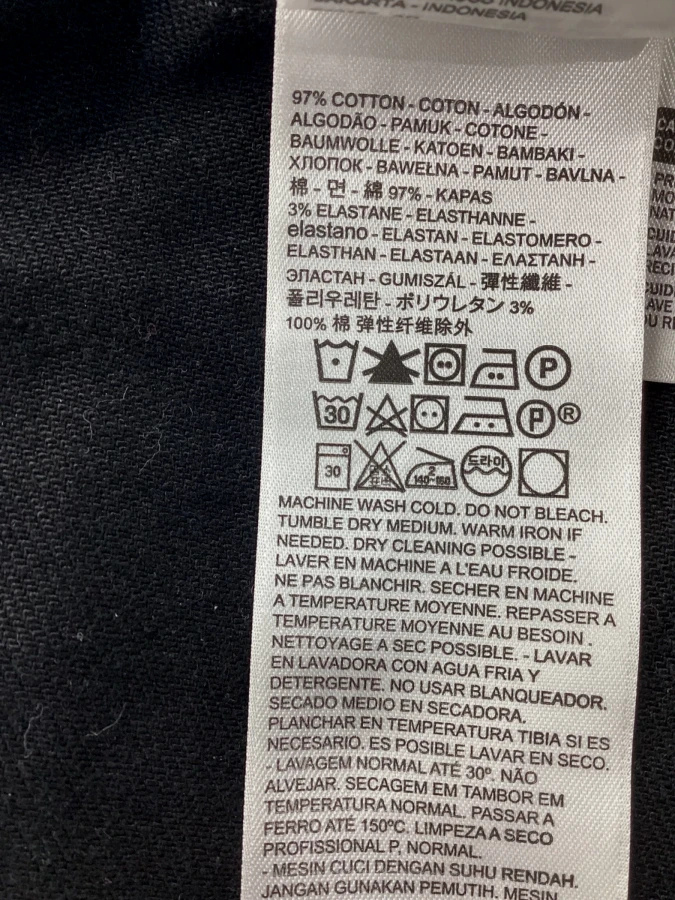 - INDONESIA
97% COTTON - COTON - ALGODÓN -
ALGODÃO - PAMUK - COTONE -
BAUMWOLLE - KATOEN - BAMBAKI -
ХЛОПОК - BAWEŁNA - PAMUT - BAVLNA -
棉 - 면 - 綿 97% - KAPAS
3% ELASTANE - ELASTHANNE -
elastano - ELASTAN - ELASTOMERO -
ELASTHAN - ELASTAAN - ΕΛΑΣΤΑΝΗ -
ЭЛАСТАН - GUMISZÁL - 彈性纖維 -
폴리우레탄 - ポリウレタン 3%
100% 棉 弹性纤维除外
P
30 P ®
30 2 140~160 드라이
MACHINE WASH COLD. DO NOT BLEACH.
TUMBLE DRY MEDIUM. WARM IRON IF
NEEDED. DRY CLEANING POSSIBLE -
LAVER EN MACHINE A L'EAU FROIDE.
NE PAS BLANCHIR. SECHER EN MACHINE
A TEMPERATURE MOYENNE. REPASSER A
TEMPERATURE MOYENNE AU BESOIN .
NETTOYAGE A SEC POSSIBLE. - LAVAR
EN LAVADORA CON AGUA FRIA Y
DETERGENTE. NO USAR BLANQUEADOR.
SECADO MEDIO EN SECADORA.
PLANCHAR EN TEMPERATURA TIBIA SI ES
NECESARIO. ES POSIBLE LAVAR EN SECO.
- LAVAGEM NORMAL ATÉ 30º. NÃO
ALVEJAR. SECAGEM EM TAMBOR EM
TEMPERATURA NORMAL. PASSAR A
FERRO ATÉ 150ºC. LIMPEZA A SECO
PROFISSIONAL P, NORMAL.
- MESIN CUCI DENGAN SUHU RENDAH.
JANGAN GUNAKAN PEMUTIH. MESIN